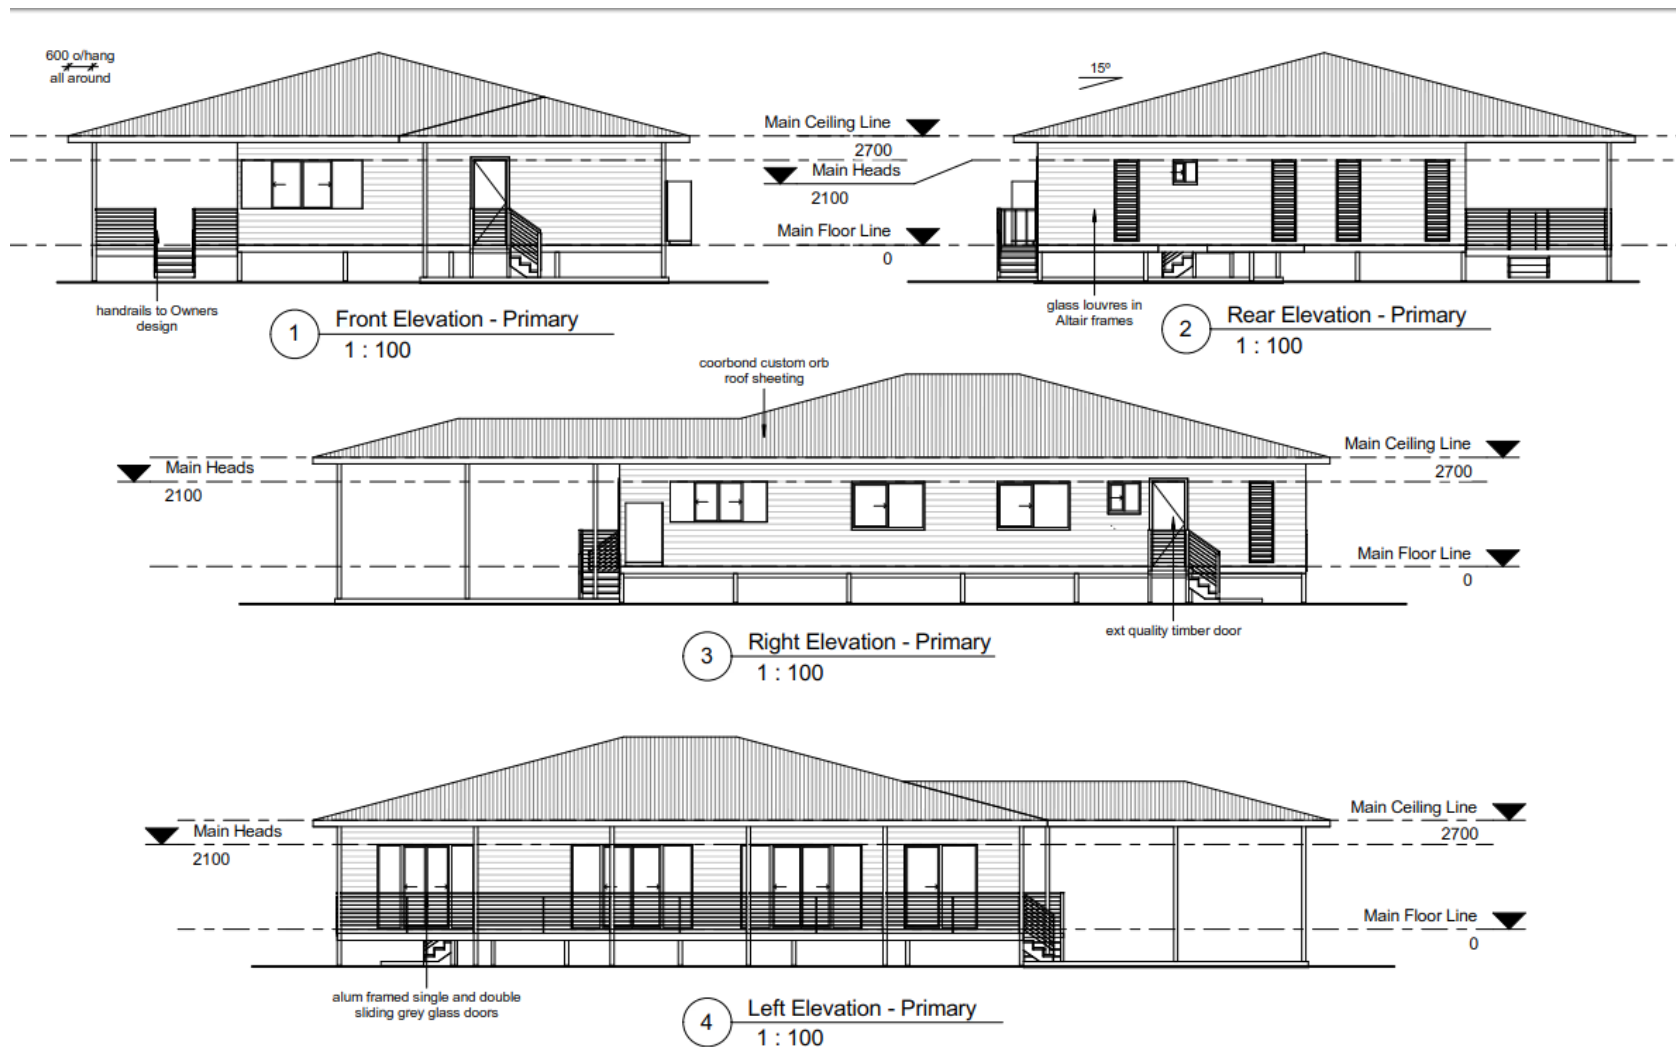 600 o/hang
all around
Main Ceiling Line
2700
Main Heads
2100
Main Floor Line
0
15º
handrails to Owners
design
1
Front Elevation - Primary
1 : 100
glass louvres in
Altair frames
2
Rear Elevation - Primary
1 : 100
coorbond custom orb
roof sheeting
Main Heads
2100
Main Ceiling Line
2700
Main Floor Line
0
ext quality timber door
3
Right Elevation - Primary
1 : 100
Main Heads
2100
Main Ceiling Line
2700
Main Floor Line
0
alum framed single and double
sliding grey glass doors
4
Left Elevation - Primary
1 : 100